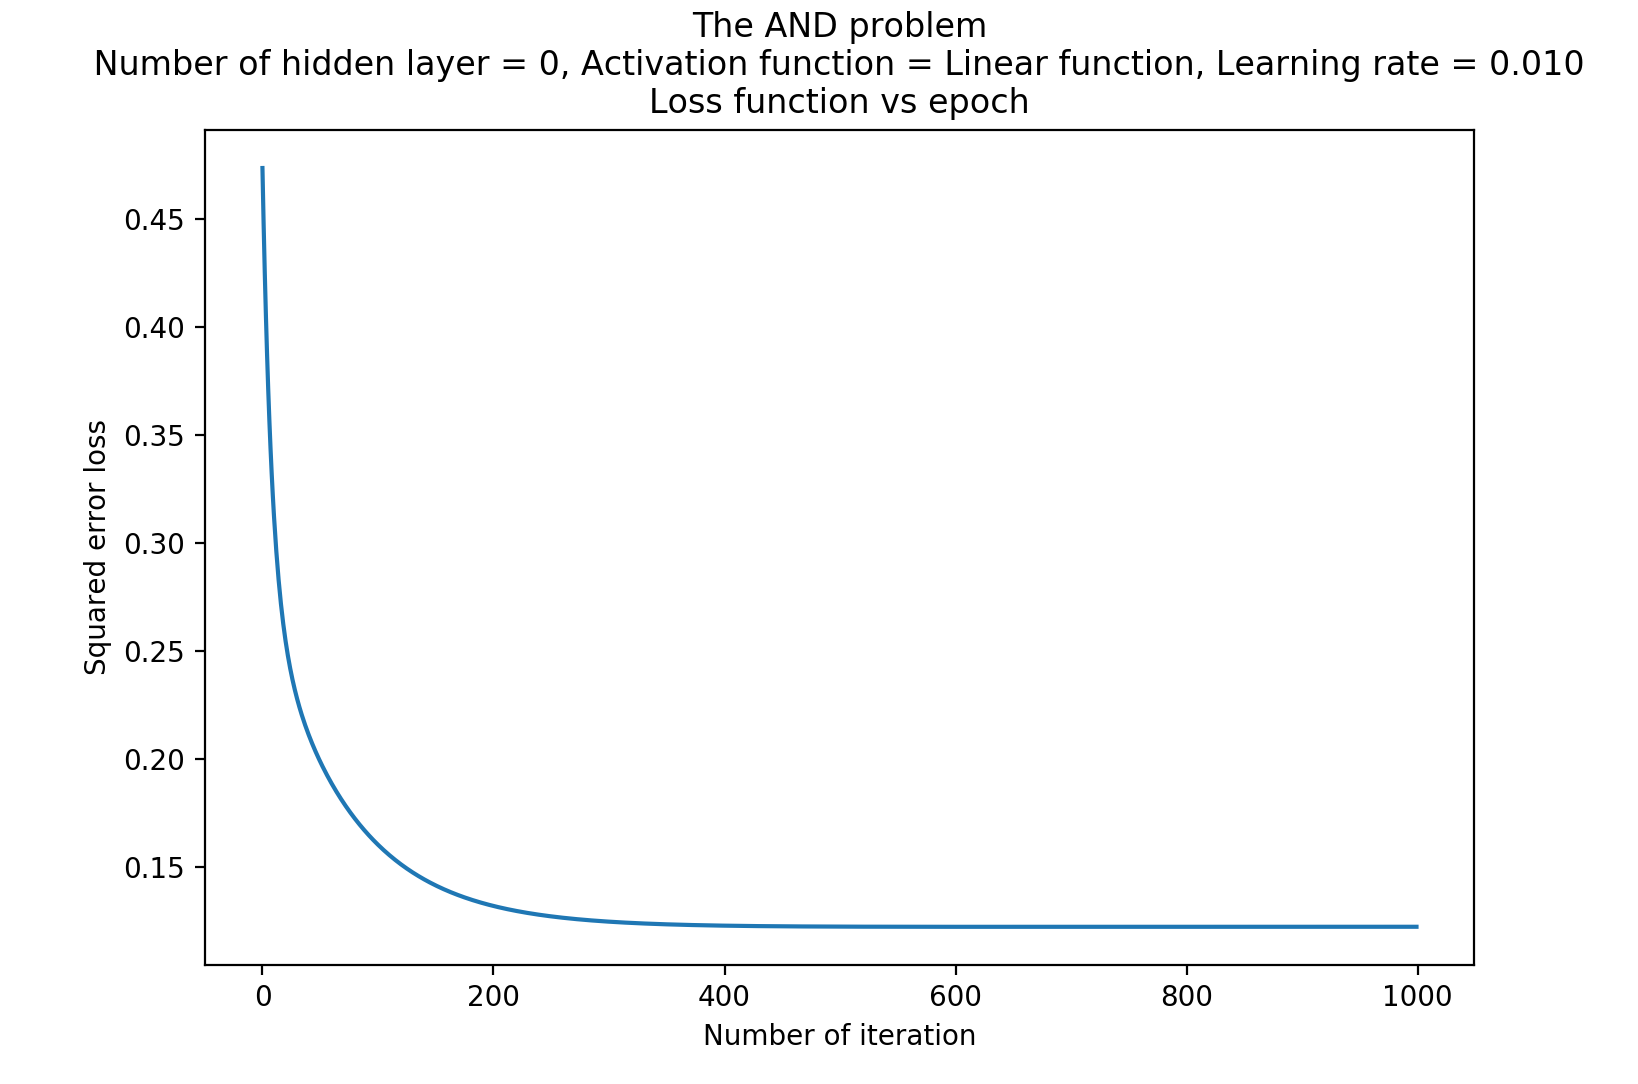 The AND problem
Number of hidden layer = 0, Activation function = Linear function, Learning rate = 0.010
Loss function vs epoch
Squared error loss
0.45
0.40
0.35
0.30
0.25
0.20
0.15
0 200 400 600 800 1000
Number of iteration